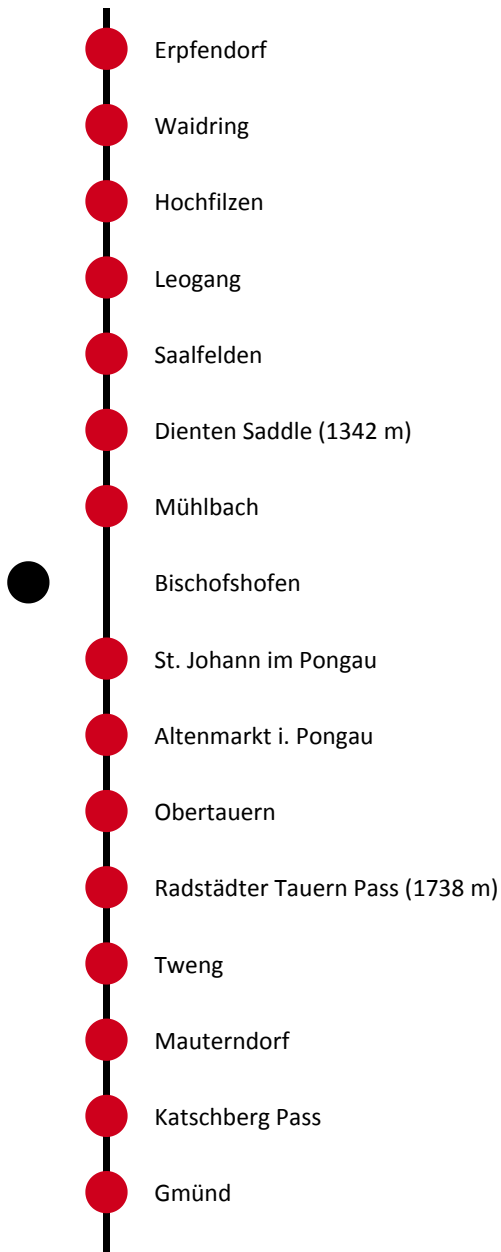 Erpfendorf
Waidring
Hochfilzen
Leogang
Saalfelden
Dienten Saddle (1342 m)
Mühlbach
Bischofshofen
St. Johann im Pongau
Altenmarkt i. Pongau
Obertauern
Radstädter Tauern Pass (1738 m)
Tweng
Mauterndorf
Katschberg Pass
Gmünd